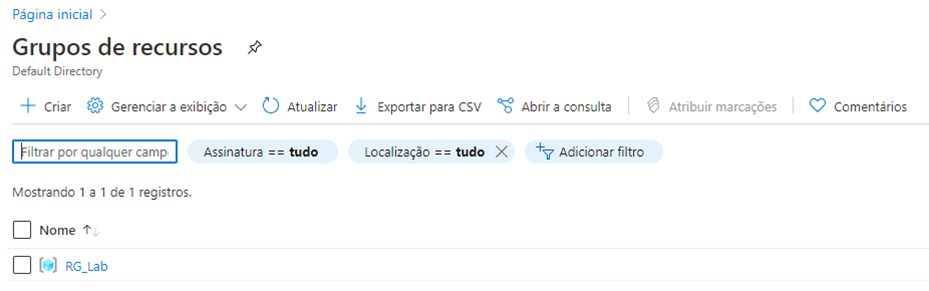 Página inicial >
Grupos de recursos
Default Directory
Criar Gerenciar a exibição Atualizar Exportar para CSV Abrir a consulta Atribuir marcações Comentários
Filtrar por qualquer camp Assinatura == tudo Localização == tudo Adicionar filtro
Mostrando 1 a 1 de 1 registros.
Nome ↑↓
RG_Lab